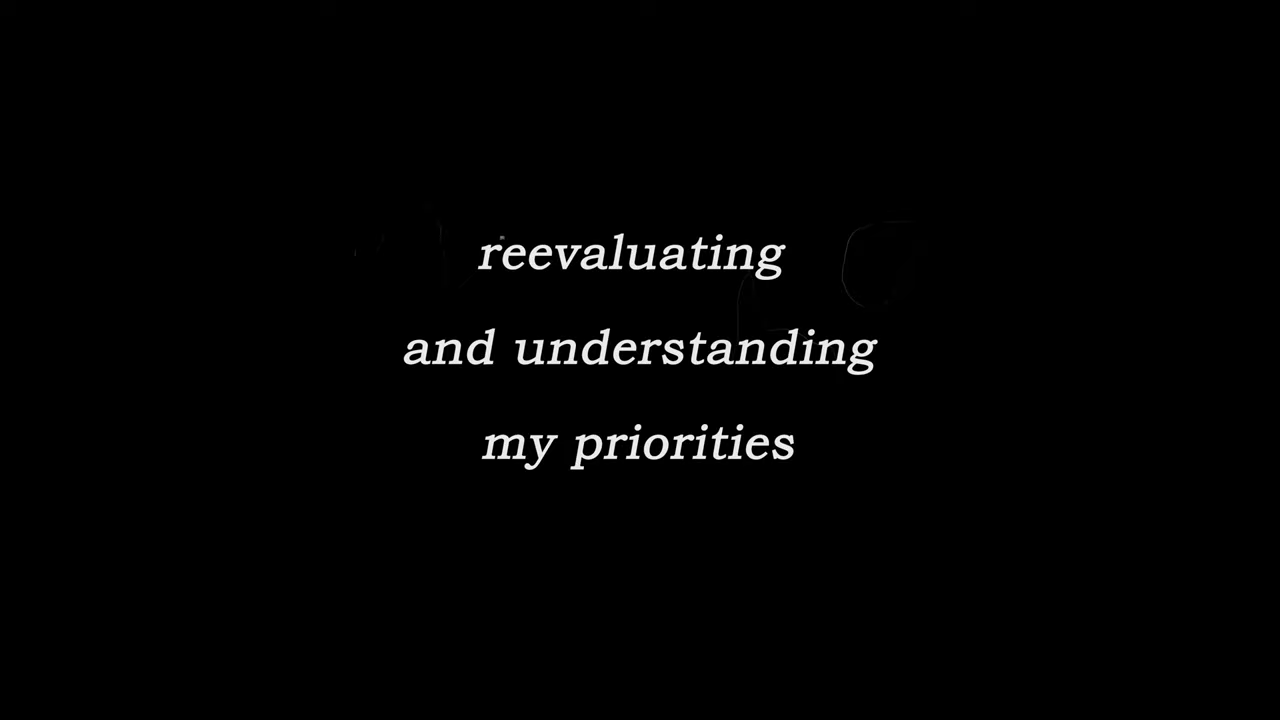 reevaluating
and understanding
my priorities